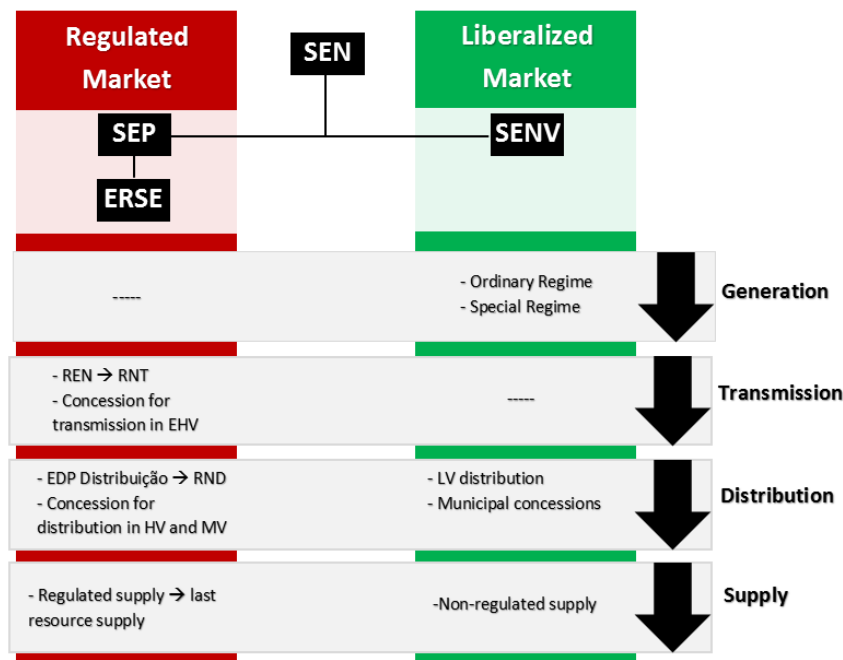 Regulated
Market
SEN
Liberalized
Market
SEP
SENV
ERSE
-----
- Ordinary Regime
- Special Regime
Generation
- REN → RNT
- Concession for
transmission in EHV
-----
Transmission
- EDP Distribuição → RND
- Concession for
distribution in HV and MV
- LV distribution
- Municipal concessions
Distribution
- Regulated supply → last
resource supply
-Non-regulated supply
Supply